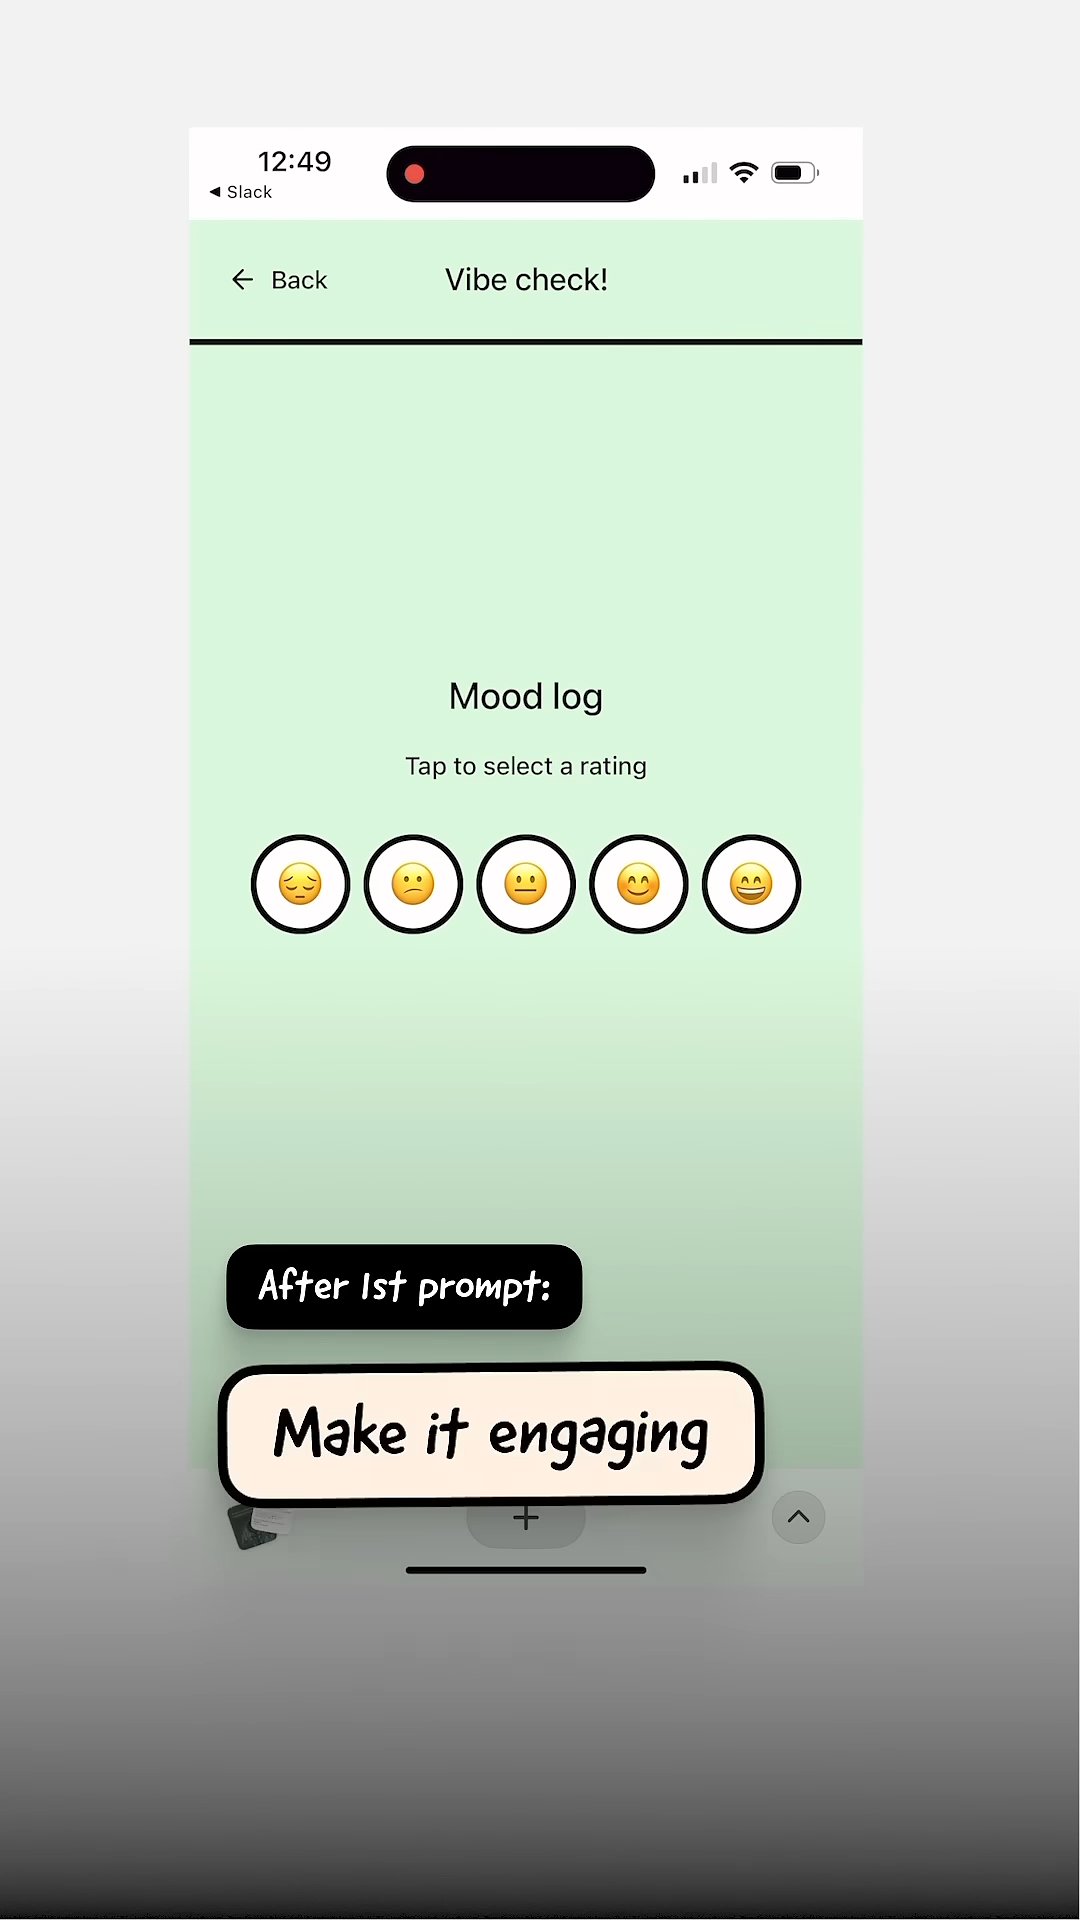 12:49
◀ Slack
← Back
Vibe check!
Mood log
Tap to select a rating
After 1st prompt:
Make it engaging